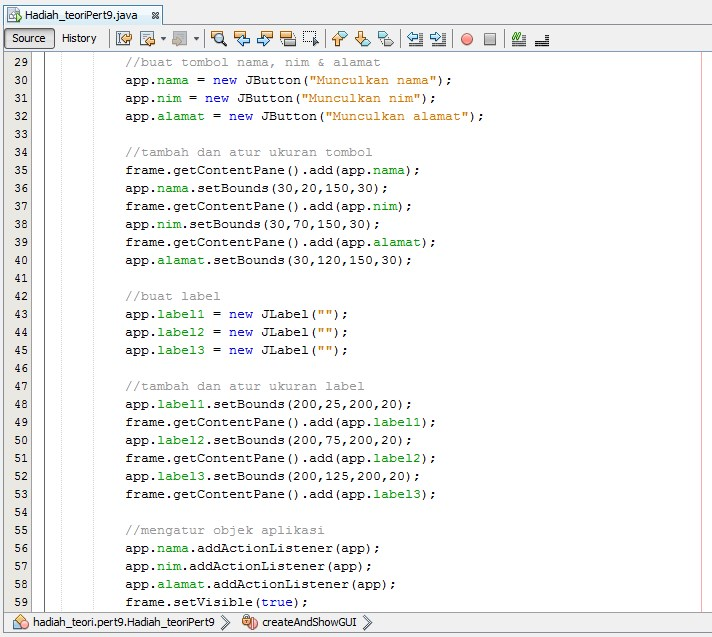 Hadiah_teoriPert9.java
Source History
29 //buat tombol nama, nim & alamat
30 app.nama = new JButton("Munculkan nama");
31 app.nim = new JButton("Munculkan nim");
32 app.alamat = new JButton("Munculkan alamat");
33
34 //tambah dan atur ukuran tombol
35 frame.getContentPane().add(app.nama);
36 app.nama.setBounds(30,20,150,30);
37 frame.getContentPane().add(app.nim);
38 app.nim.setBounds(30,70,150,30);
39 frame.getContentPane().add(app.alamat);
40 app.alamat.setBounds(30,120,150,30);
41
42 //buat label
43 app.label1 = new JLabel("");
44 app.label2 = new JLabel("");
45 app.label3 = new JLabel("");
46
47 //tambah dan atur ukuran label
48 app.label1.setBounds(200,25,200,20);
49 frame.getContentPane().add(app.label1);
50 app.label2.setBounds(200,75,200,20);
51 frame.getContentPane().add(app.label2);
52 app.label3.setBounds(200,125,200,20);
53 frame.getContentPane().add(app.label3);
54
55 //mengatur objek aplikasi
56 app.nama.addActionListener(app);
57 app.nim.addActionListener(app);
58 app.alamat.addActionListener(app);
59 frame.setVisible(true);
hadiah_teori.pert9.Hadiah_teoriPert9 createAndShowGUI